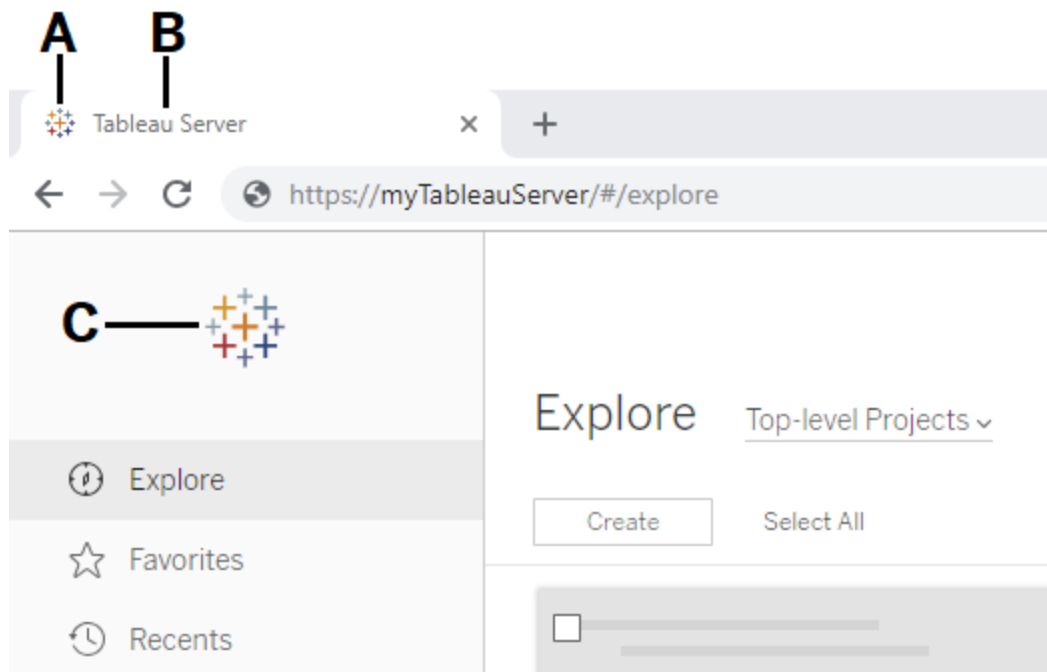 A B
Tableau Server
https://myTableauServer/#/explore
C
Explore Top-level Projects
Create Select All
Explore
Favorites
Recents